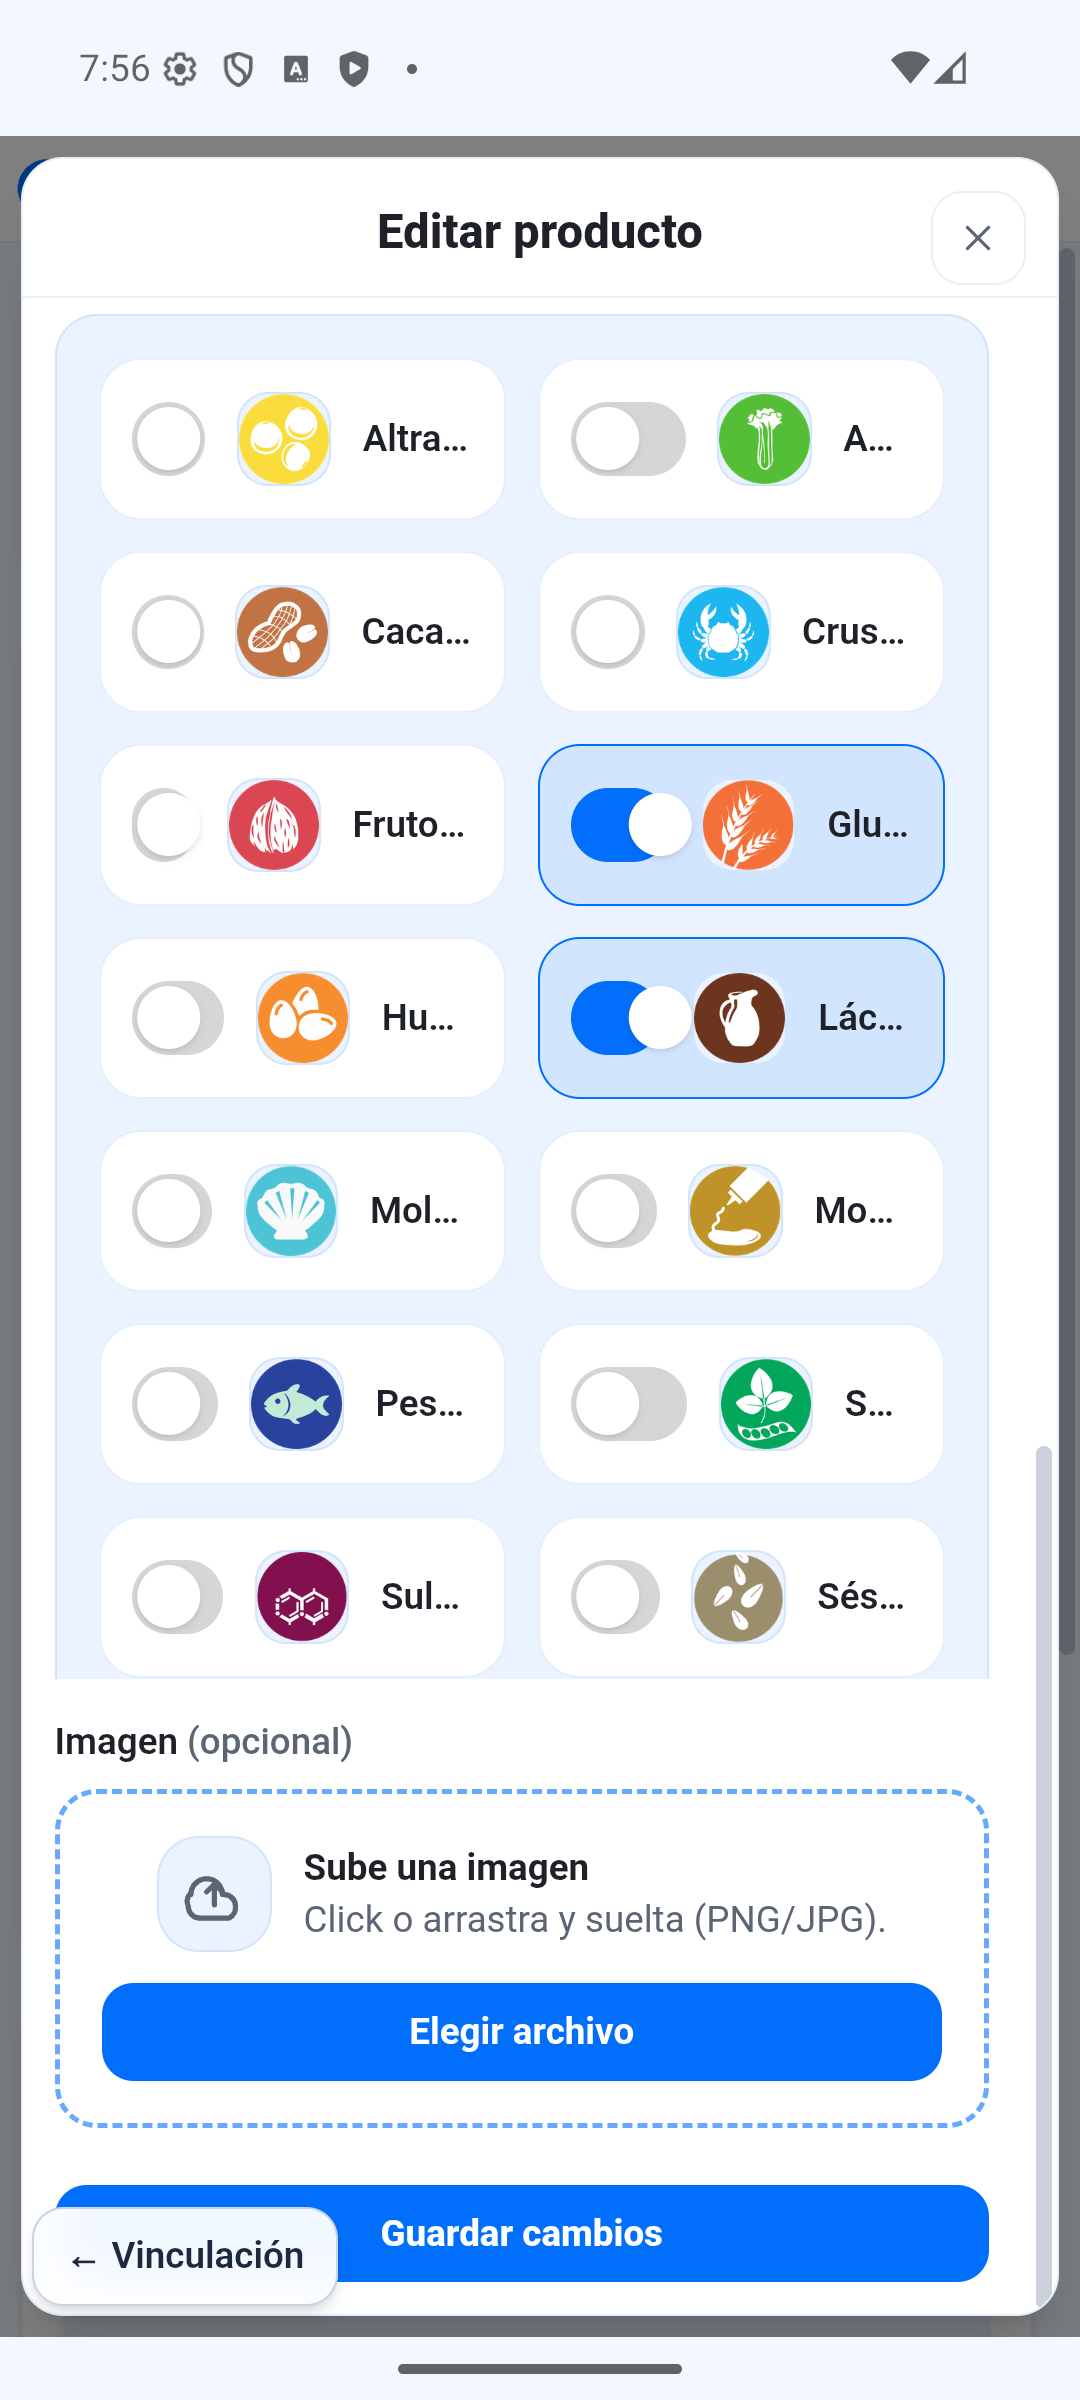 7:56
Editar producto
Altra...
A...
Caca...
Crus...
Fruto...
Glu...
Hu...
Lác...
Mol...
Mo...
Pes...
S...
Sul...
Sés...
Imagen (opcional)
Sube una imagen
Click o arrastra y suelta (PNG/JPG).
Elegir archivo
Guardar cambios
← Vinculación